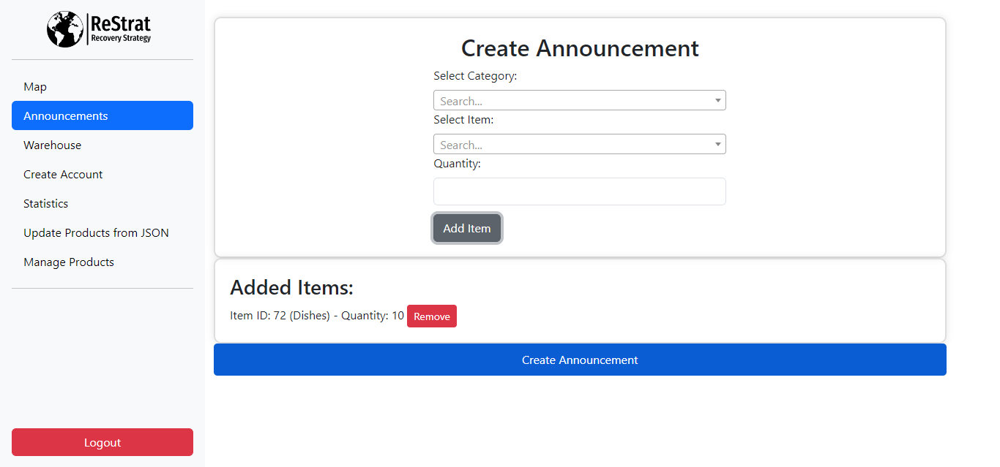 ReStrat
Recovery Strategy
Map
Announcements
Warehouse
Create Account
Statistics
Update Products from JSON
Manage Products
Logout
Create Announcement
Select Category:
Search...
Select Item:
Search...
Quantity:
Add Item
Added Items:
Item ID: 72 (Dishes) - Quantity: 10 Remove
Create Announcement